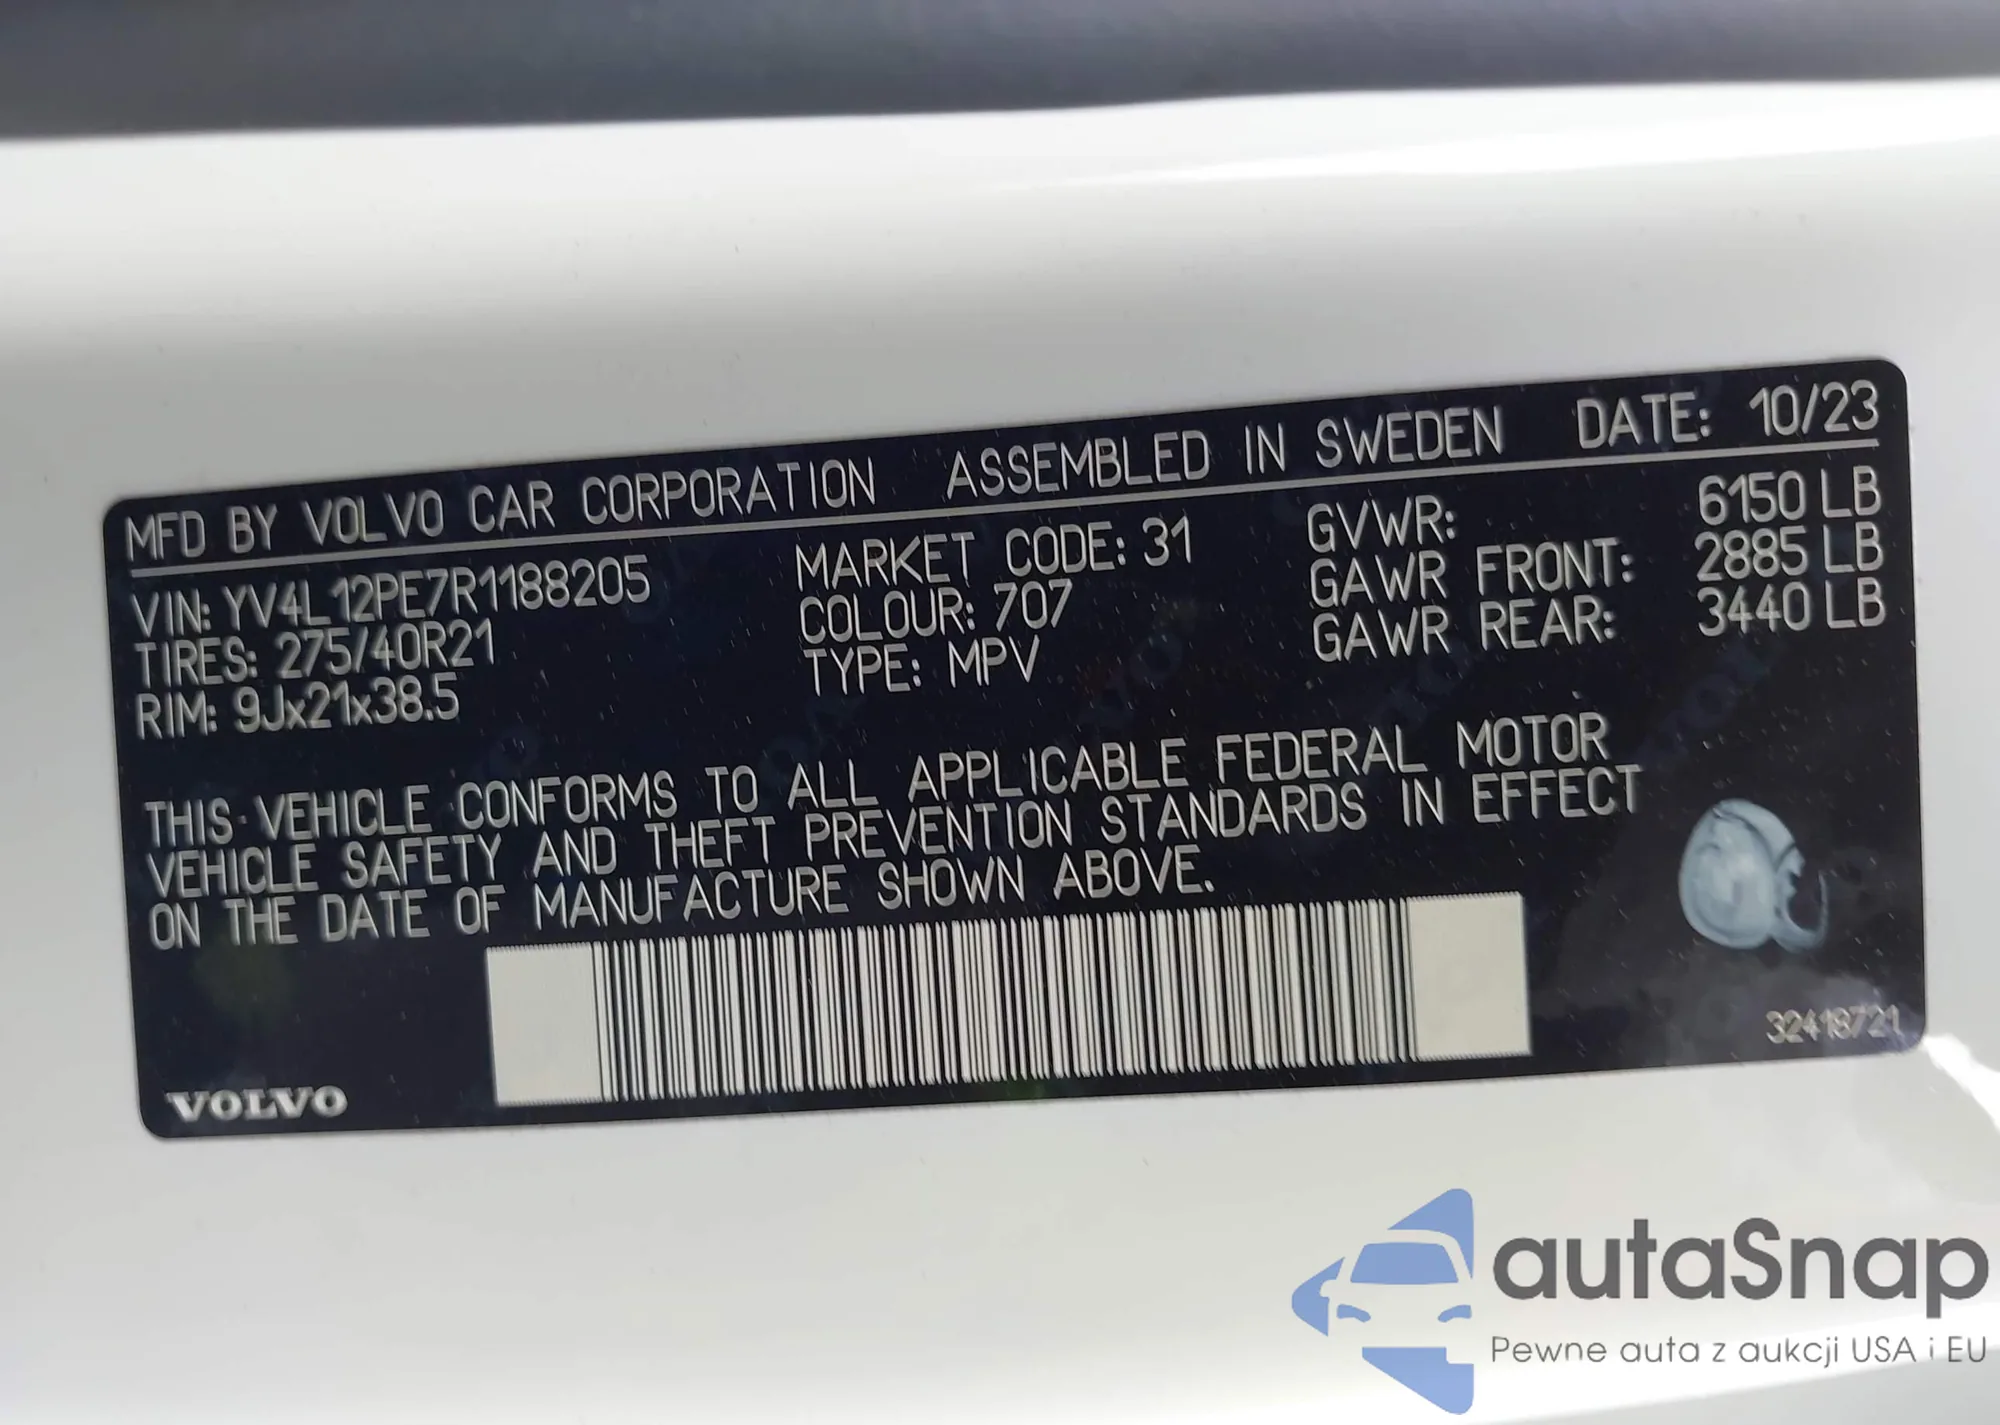 MFD BY VOLVO CAR CORPORATION ASSEMBLED IN SWEDEN DATE: 10/23
VIN: YV4L12PE7R1188205 MARKET CODE: 31 GVWR: 6150 LB
TIRES: 275/40R21 COLOUR: 707 GAWR FRONT: 2885 LB
RIM: 9Jx21x38.5 TYPE: MPV GAWR REAR: 3440 LB
THIS VEHICLE CONFORMS TO ALL APPLICABLE FEDERAL MOTOR
VEHICLE SAFETY AND THEFT PREVENTION STANDARDS IN EFFECT
ON THE DATE OF MANUFACTURE SHOWN ABOVE.
32418721
VOLVO
autaSnap
Pewne auta z aukcji USA i EU